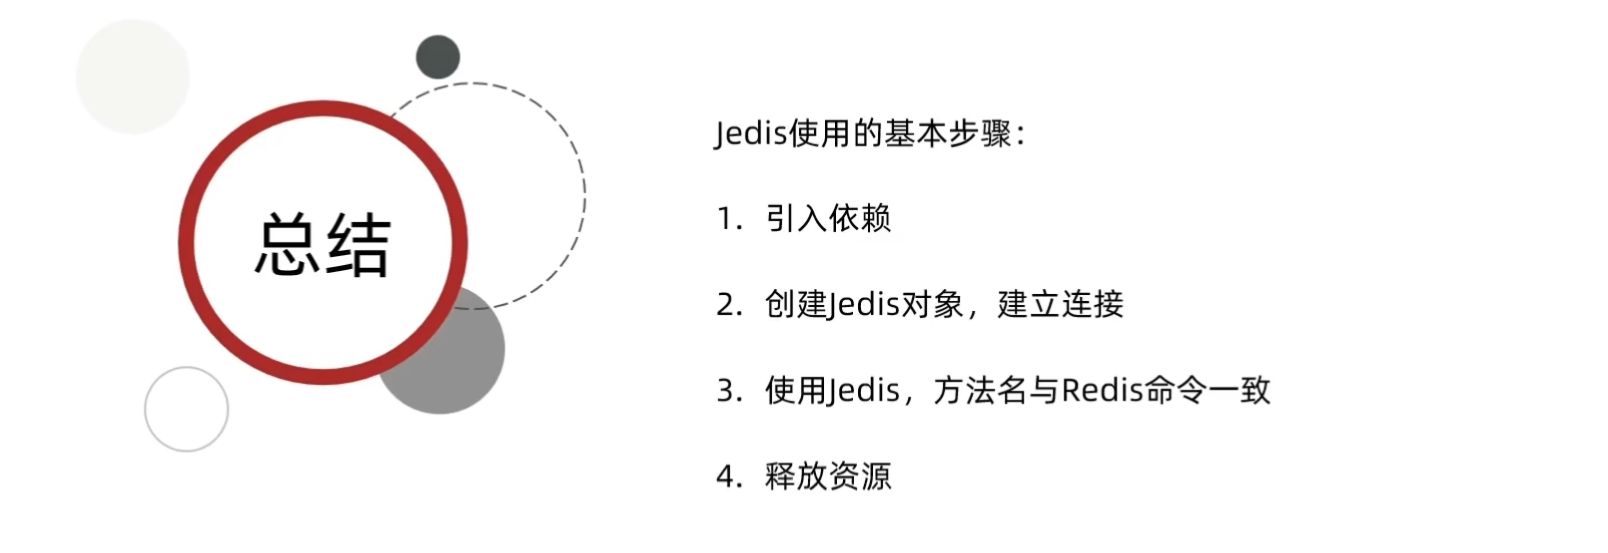 总结
Jedis使用的基本步骤：
1. 引入依赖
2. 创建Jedis对象，建立连接
3. 使用Jedis，方法名与Redis命令一致
4. 释放资源